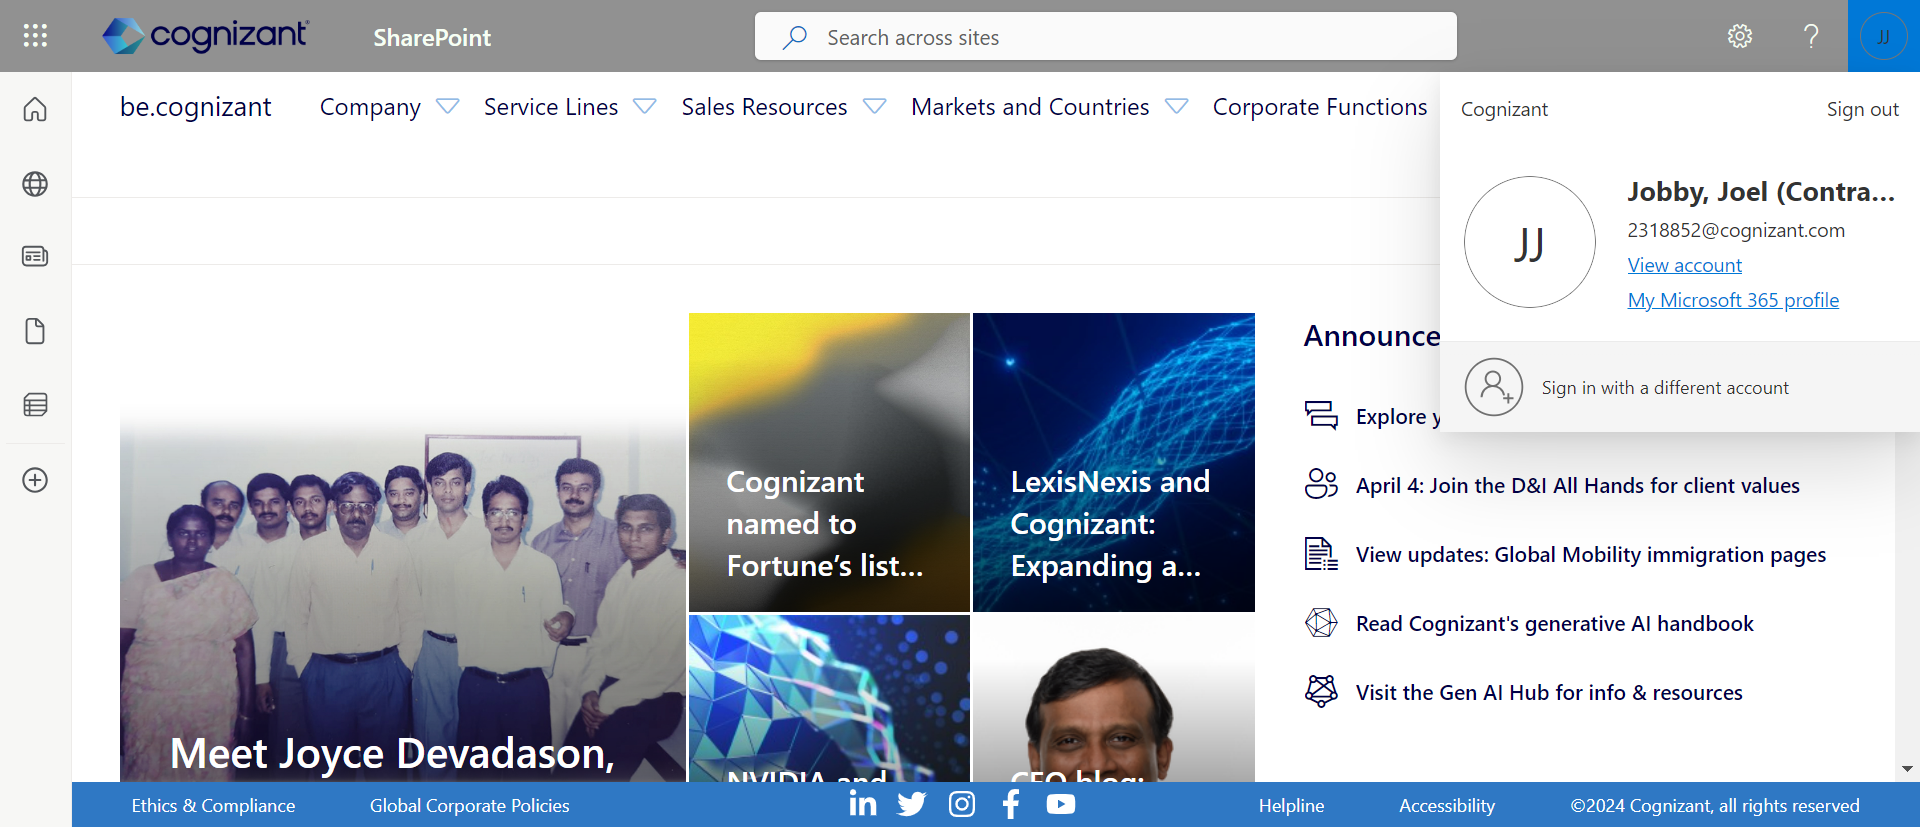 cognizant
SharePoint
Search across sites
JJ
be.cognizant
Company
Service Lines
Sales Resources
Markets and Countries
Corporate Functions
Cognizant
Sign out
JJ
Jobby, Joel (Contra...
2318852@cognizant.com
View account
My Microsoft 365 profile
Sign in with a different account
Meet Joyce Devadason,
Cognizant
named to
Fortune’s list...
LexisNexis and
Cognizant:
Expanding a...
NVIDIA and
CEO blog:
Announce
Explore y
April 4: Join the D&I All Hands for client values
View updates: Global Mobility immigration pages
Read Cognizant's generative AI handbook
Visit the Gen AI Hub for info & resources
Ethics & Compliance
Global Corporate Policies
Helpline
Accessibility
©2024 Cognizant, all rights reserved